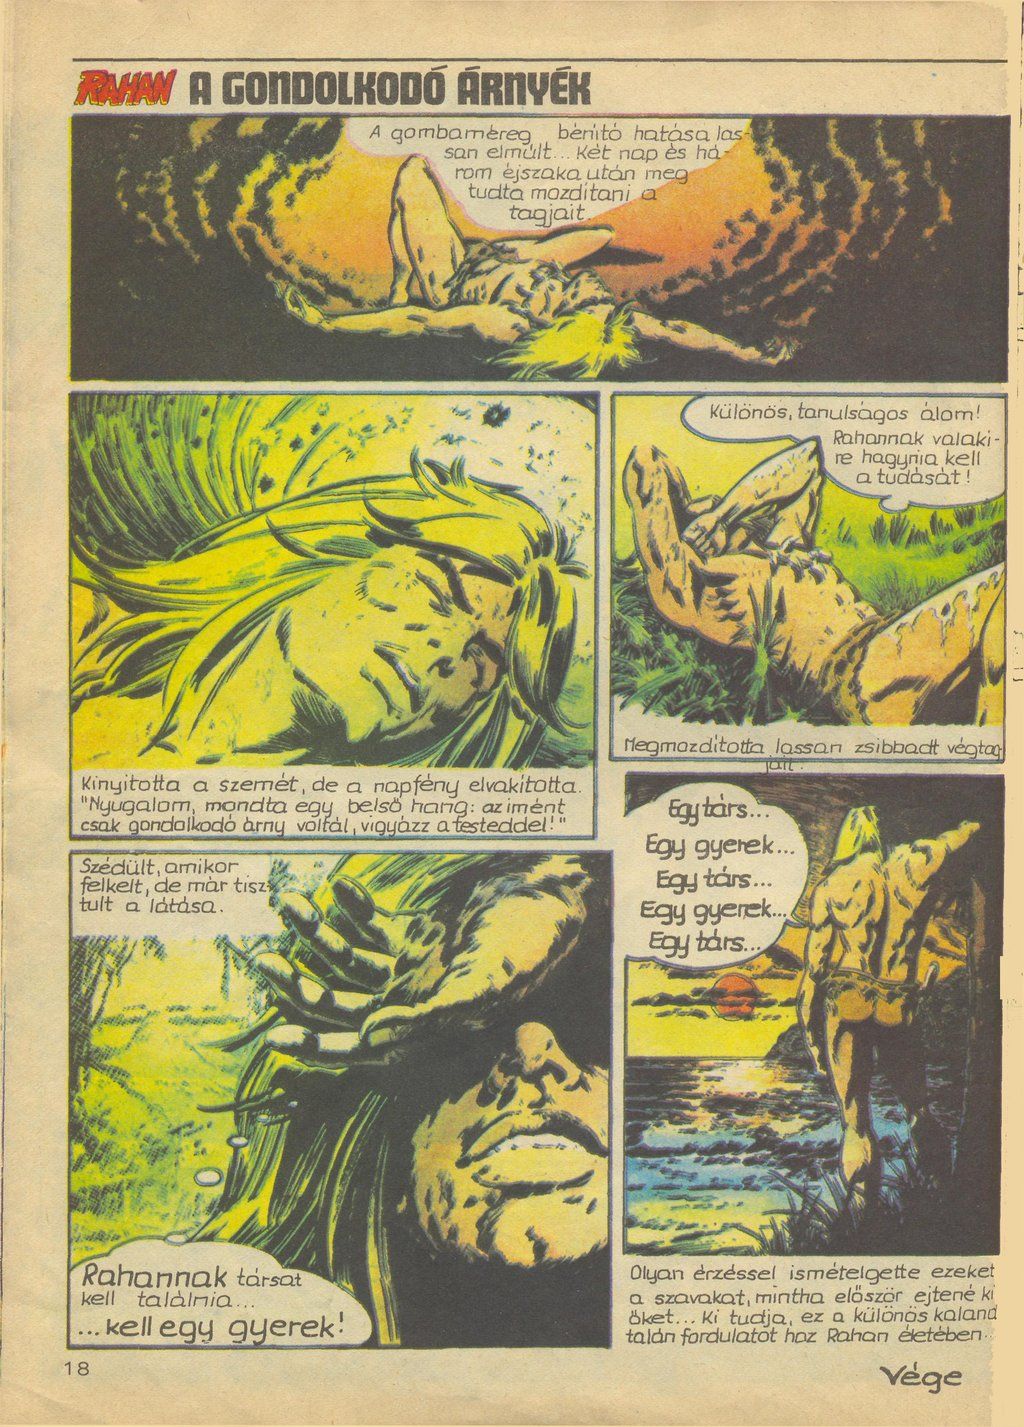 RAHAN A GONDOLKODÓ ÁRNYÉK
A gombaméreg bénító hatása las-
san elmúlt... Két nap és há-
rom éjszaka után meg
tudta mozdítani a
tagjait.
Kinyitotta a szemét, de a napfény elvakította.
"Nyugalom, mondta egy belső hang: az imént
csak gondolkodó árny voltál, vigyázz a testeddel!"
Különös, tanulságos álom!
Rahannak valaki-
re hagynia kell
a tudását!
Megmozdította lassan zsibbadt végtag-
jait.
Szédült, amikor
felkelt, de már tisz-
tult a látása.
Rahannak társat
kell találnia...
...kell egy gyerek!
Egy társ...
Egy gyerek...
Egy társ...
Egy gyerek...
Egy társ...
Olyan érzéssel ismételgette ezeket
a szavakat, mintha először ejtené ki
őket... Ki tudja, ez a különös kaland
talán fordulatot hoz Rahan életében...
18
Vége